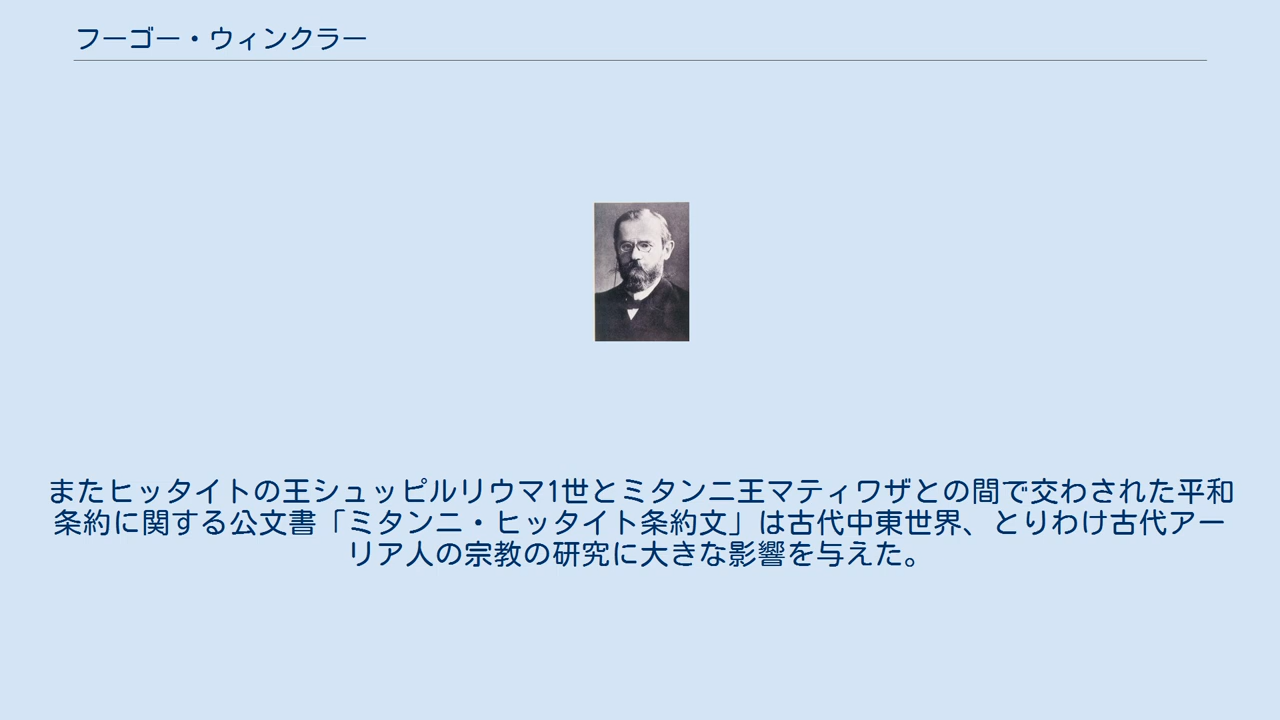 フーゴー・ウィンクラー
またヒッタイトの王シュッピルリウマ1世とミタンニ王マティワザとの間で交わされた平和
条約に関する公文書「ミタンニ・ヒッタイト条約文」は古代中東世界、とりわけ古代アー
リア人の宗教の研究に大きな影響を与えた。